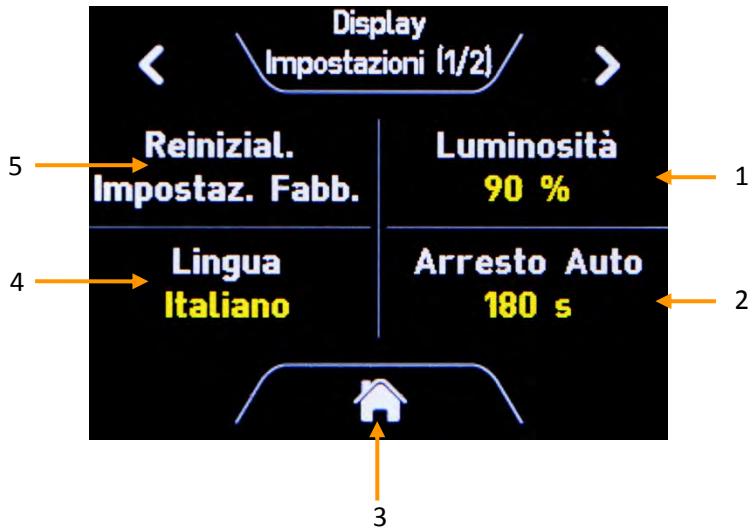 Display
Impostazioni (1/2)
Reinizial.
Impostaz. Fabb.
Luminosità
90 %
Lingua
Italiano
Arresto Auto
180 s
5
1
4
2
3